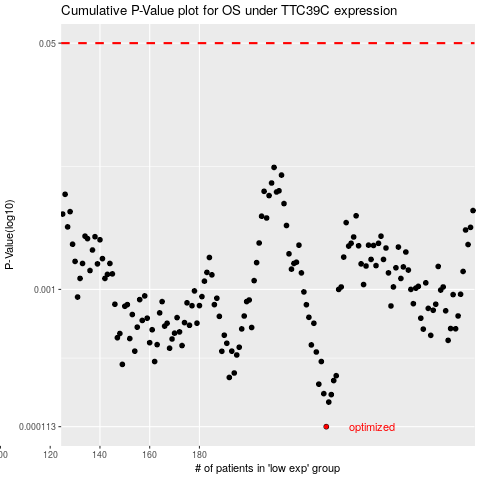 Cumulative P-Value plot for OS under TTC39C expression
0.05
P-Value(log10)
0.001
0.000113
optimized
00 120 140 160 180
# of patients in 'low exp' group